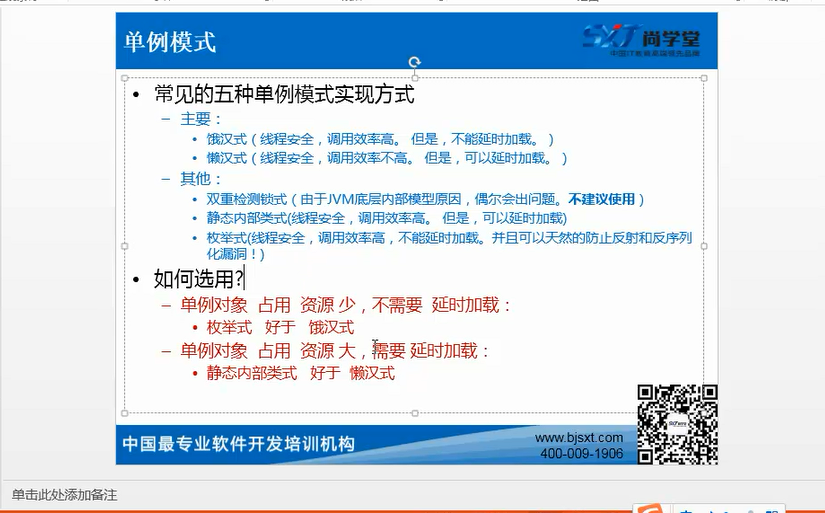 单例模式
SXT 尚学堂
• 常见的五种单例模式实现方式
– 主要：
• 饿汉式（线程安全，调用效率高。 但是，不能延时加载。）
• 懒汉式（线程安全，调用效率不高。 但是，可以延时加载。）
– 其他：
• 双重检测锁式（由于JVM底层内部模型原因，偶尔会出问题。不建议使用）
• 静态内部类式(线程安全，调用效率高。 但是，可以延时加载)
• 枚举式(线程安全，调用效率高，不能延时加载。并且可以天然的防止反射和反序列
化漏洞！)
• 如何选用?
– 单例对象 占用 资源 少，不需要 延时加载：
• 枚举式 好于 饿汉式
– 单例对象 占用 资源 大，需要 延时加载：
• 静态内部类式 好于 懒汉式
中国最专业软件开发培训机构
www.bjsxt.com
400-009-1906
单击此处添加备注